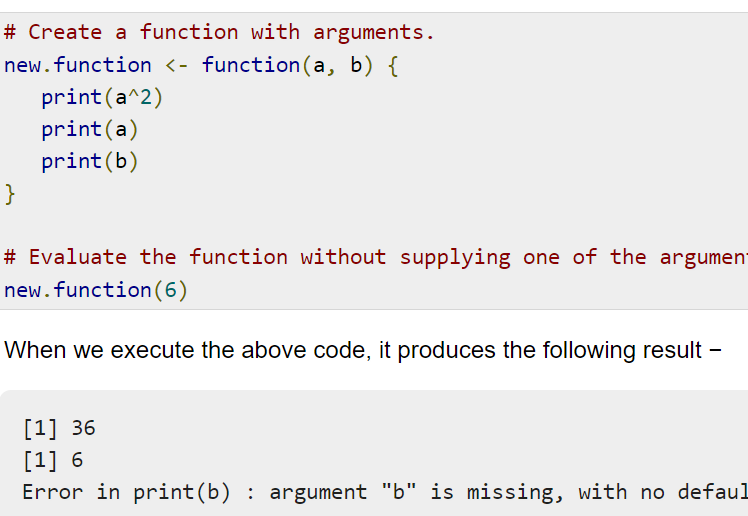 # Create a function with arguments.
new.function <- function(a, b) {
   print(a^2)
   print(a)
   print(b)
}
# Evaluate the function without supplying one of the argumen
new.function(6)
When we execute the above code, it produces the following result −
[1] 36
[1] 6
Error in print(b) : argument "b" is missing, with no defaul